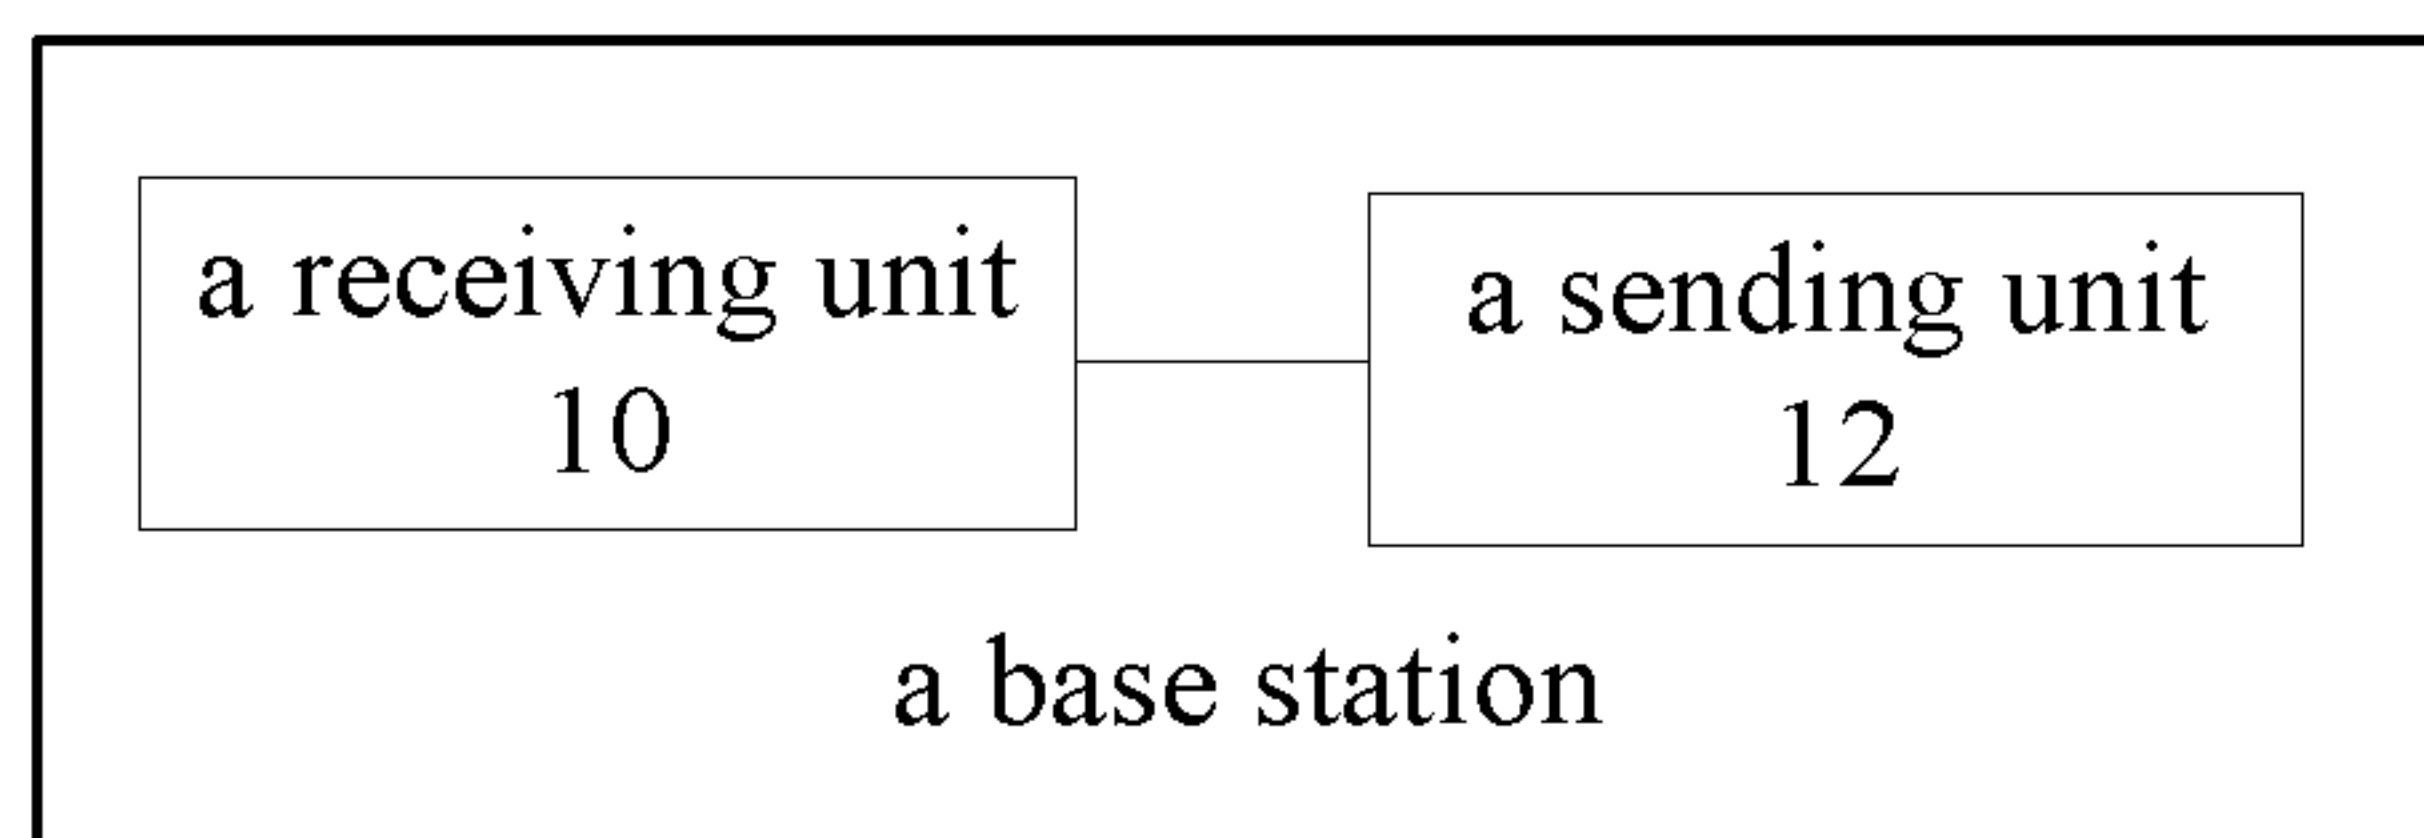 a receiving unit
10
a sending unit
12
a base station